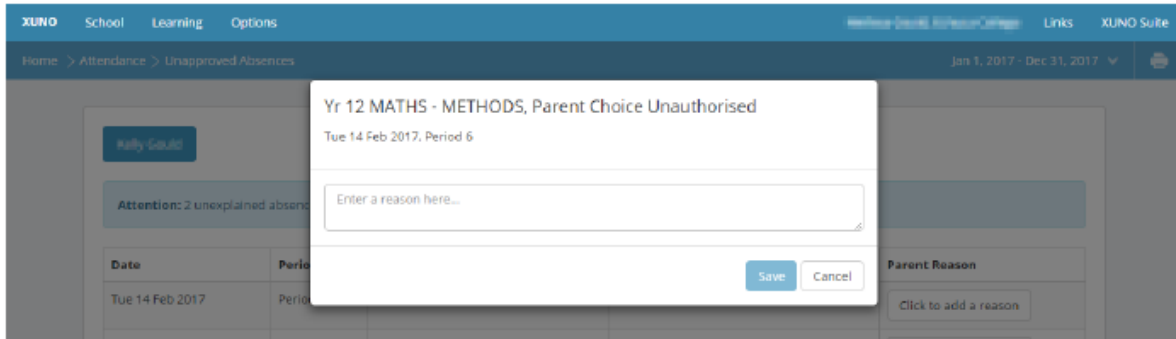 XUNO School Learning Options Links XUNO Suite
Home > Attendance > Unapproved Absences Jan 1, 2017 - Dec 31, 2017
Yr 12 MATHS - METHODS, Parent Choice Unauthorised
Tue 14 Feb 2017, Period 6
Kelly Gauld
Enter a reason here...
Attention: 2 unexplained absenc
Save Cancel
Date Perio Parent Reason
Tue 14 Feb 2017 Perio Click to add a reason